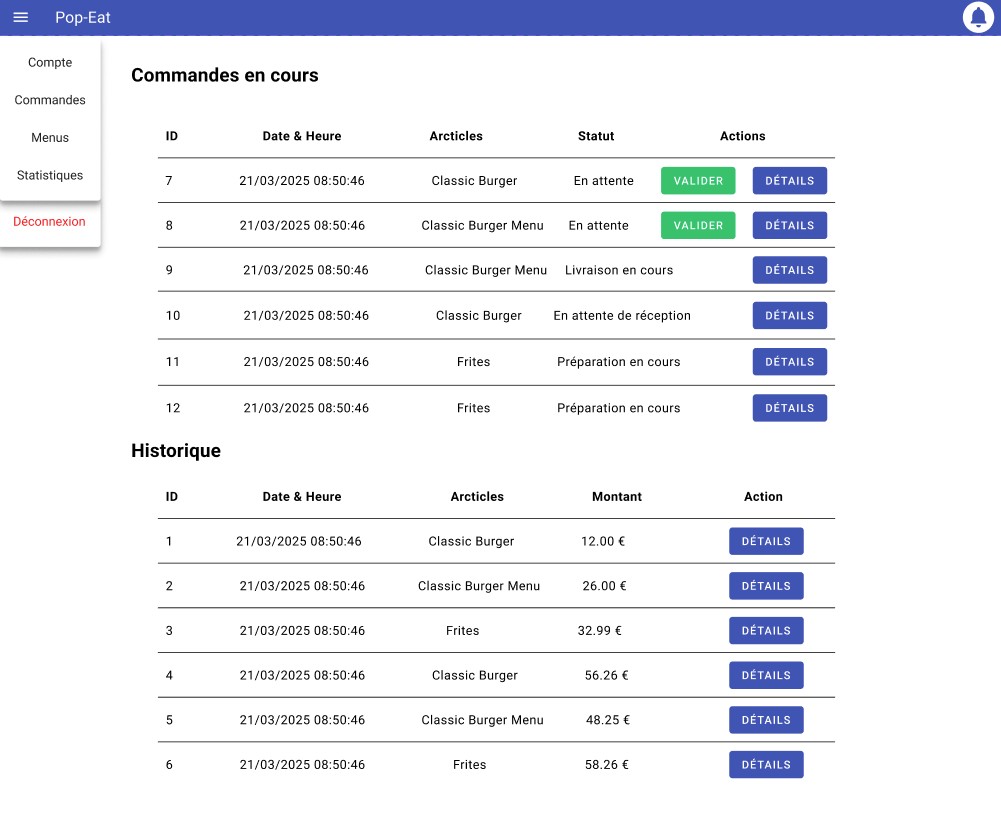 Pop-Eat
Compte
Commandes
Menus
Statistiques
Déconnexion
Commandes en cours
ID Date & Heure Arcticles Statut Actions
7 21/03/2025 08:50:46 Classic Burger En attente VALIDER DÉTAILS
8 21/03/2025 08:50:46 Classic Burger Menu En attente VALIDER DÉTAILS
9 21/03/2025 08:50:46 Classic Burger Menu Livraison en cours DÉTAILS
10 21/03/2025 08:50:46 Classic Burger En attente de réception DÉTAILS
11 21/03/2025 08:50:46 Frites Préparation en cours DÉTAILS
12 21/03/2025 08:50:46 Frites Préparation en cours DÉTAILS
Historique
ID Date & Heure Arcticles Montant Action
1 21/03/2025 08:50:46 Classic Burger 12.00 € DÉTAILS
2 21/03/2025 08:50:46 Classic Burger Menu 26.00 € DÉTAILS
3 21/03/2025 08:50:46 Frites 32.99 € DÉTAILS
4 21/03/2025 08:50:46 Classic Burger 56.26 € DÉTAILS
5 21/03/2025 08:50:46 Classic Burger Menu 48.25 € DÉTAILS
6 21/03/2025 08:50:46 Frites 58.26 € DÉTAILS